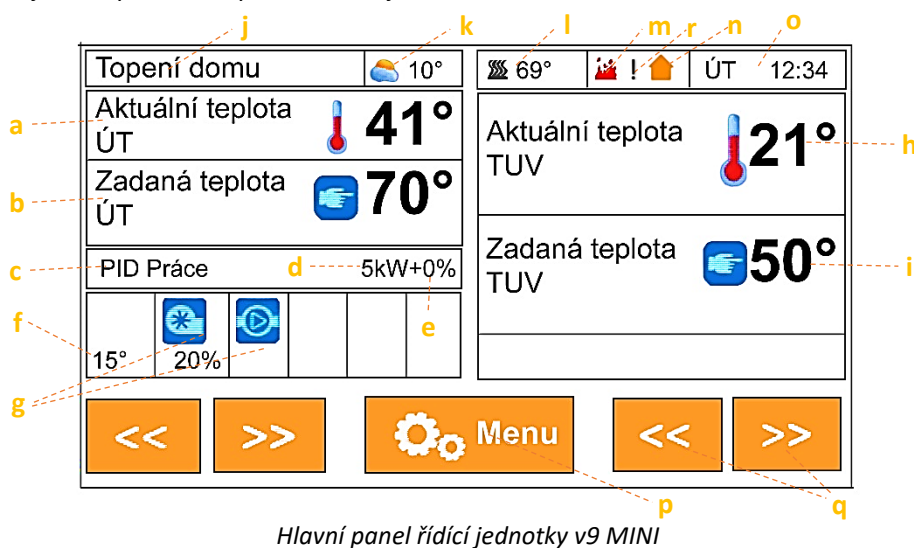 j k l m r n o
Topení domu 10° 69° ! ÚT 12:34
a Aktuální teplota
ÚT 41°
b Zadaná teplota
ÚT 70°
Aktuální teplota
TUV 21° h
Zadaná teplota
TUV 50° i
c PID Práce d 5kW+0%
e
f 15° 20%
g
<< >> Menu << >>
p q
Hlavní panel řídící jednotky v9 MINI